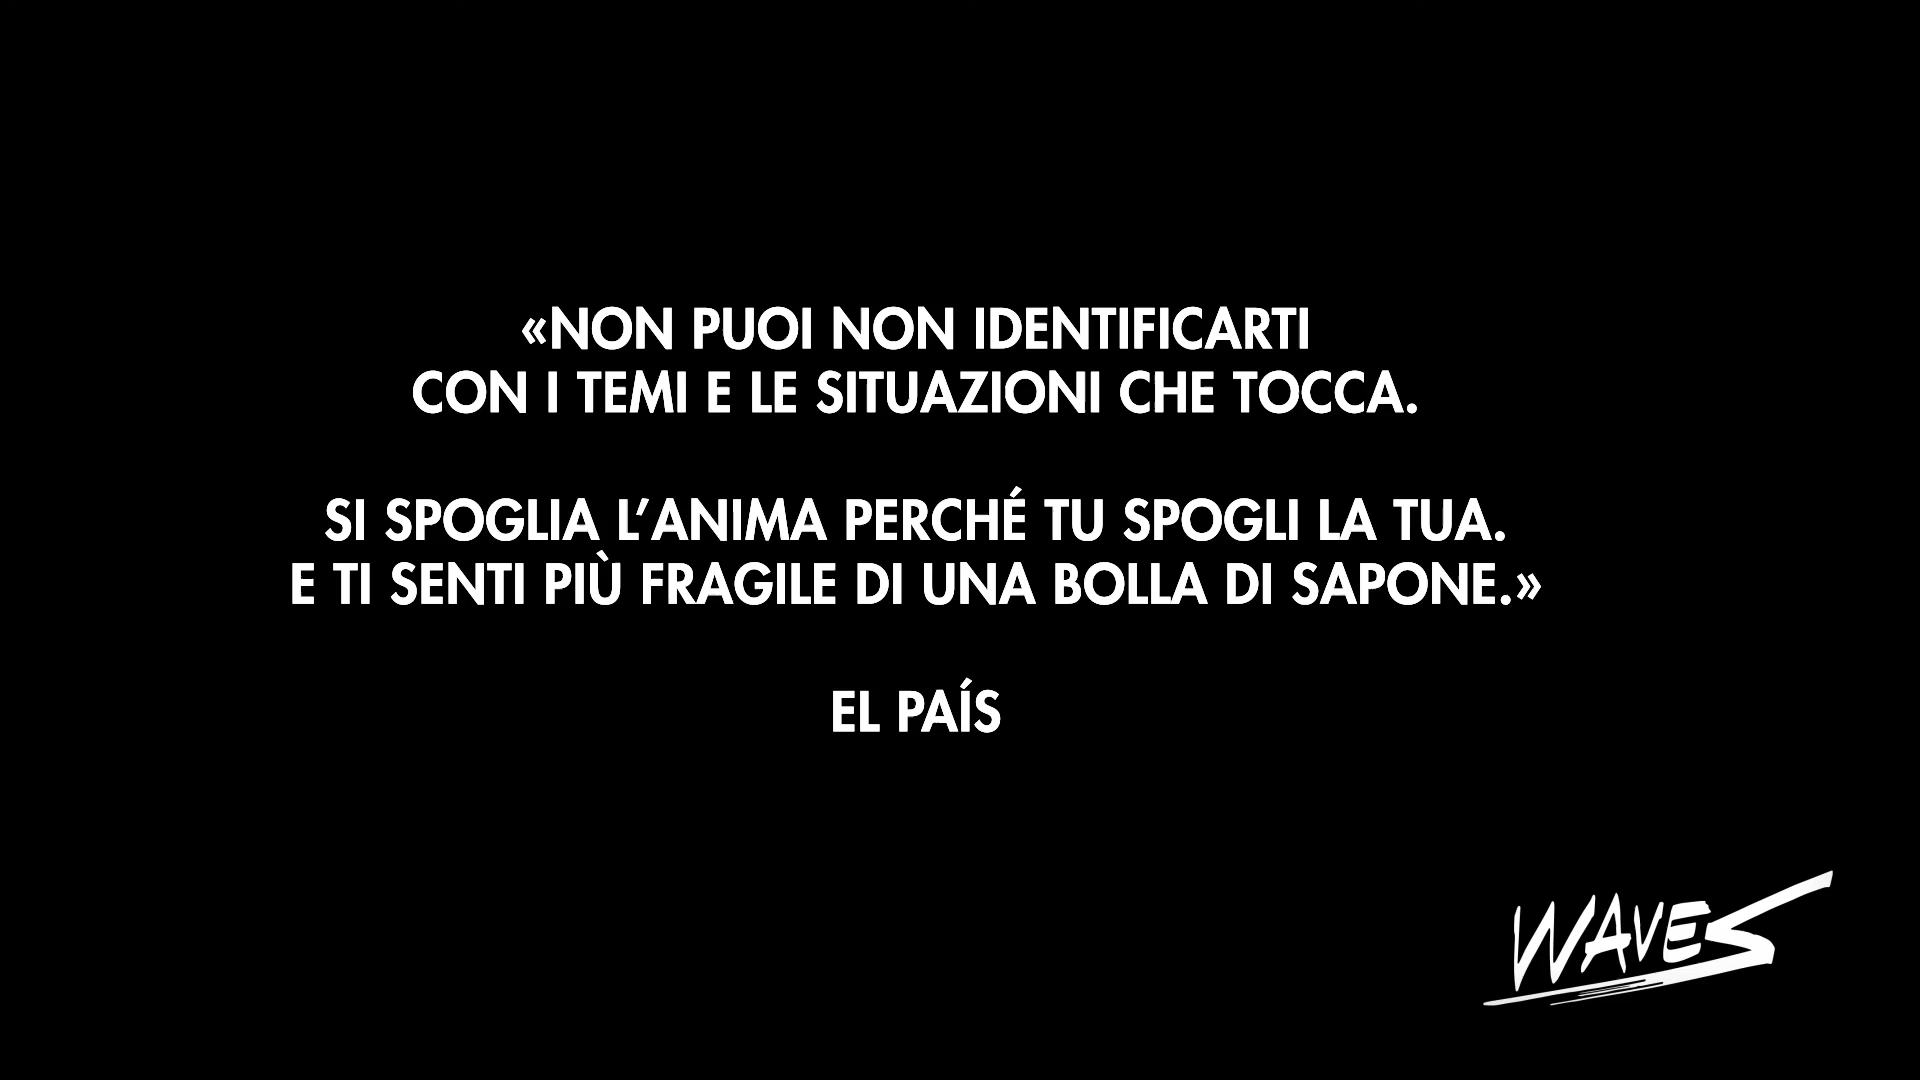 «NON PUOI NON IDENTIFICARTI
CON I TEMI E LE SITUAZIONI CHE TOCCA.
SI SPOGLIA L’ANIMA PERCHÉ TU SPOGLI LA TUA.
E TI SENTI PIÙ FRAGILE DI UNA BOLLA DI SAPONE.»
EL PAÍS
WAVES